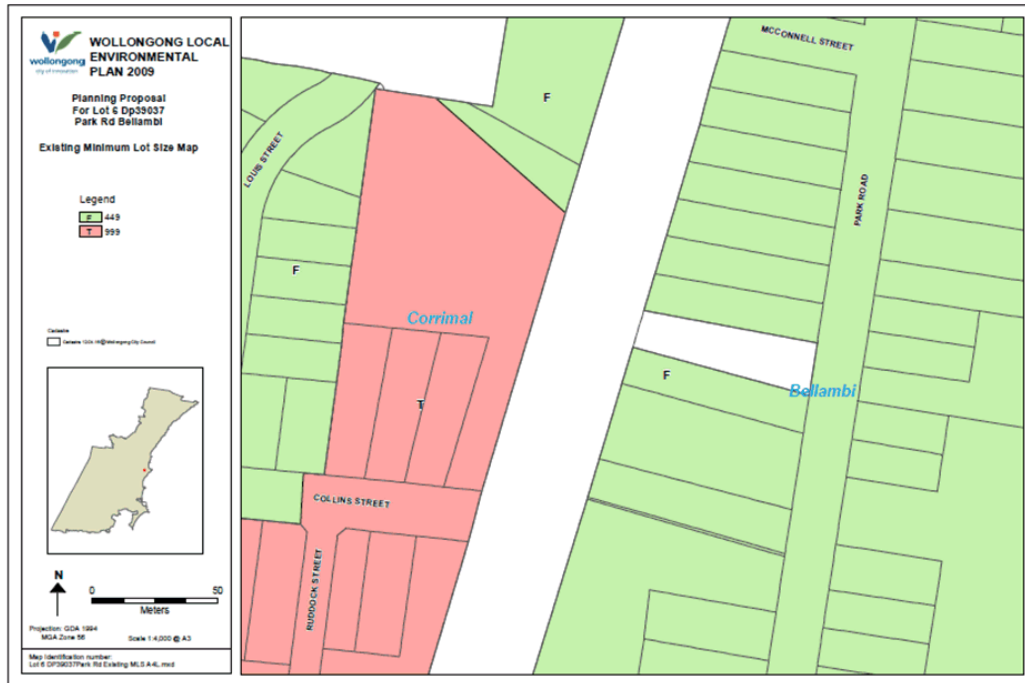 WOLLONGONG LOCAL
ENVIRONMENTAL
PLAN 2009
wollongong
city of innovation
Planning Proposal
For Lot 6 Dp39037
Park Rd Bellambi
Existing Minimum Lot Size Map
Legend
F 449
T 999
Cadastre
N
0 50
Meters
Projection: GDA 1994
MGA Zone 56
Scale 1:4,000 @ A3
Map Identification number:
Lot 6 DP39037Park Rd Existing MLS A4L.mxd
MCCONNELL STREET
F
LOUIS STREET
PARK ROAD
F
Corrimal
F
Bellambi
T
COLLINS STREET
RUDDOCK STREET